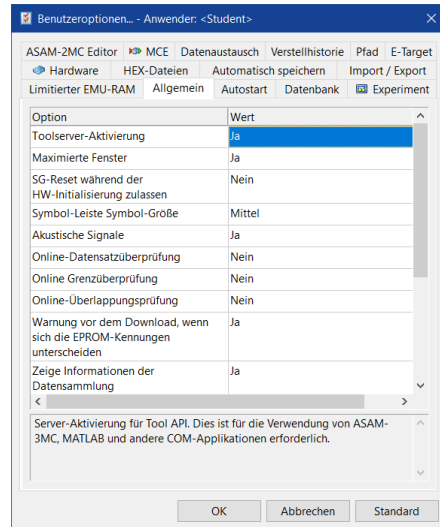 Benutzeroptionen... - Anwender: <Student>
ASAM-2MC Editor MCE Datenaustausch Verstellhistorie Pfad E-Target
Hardware HEX-Dateien Automatisch speichern Import / Export
Limitierter EMU-RAM Allgemein Autostart Datenbank Experiment
Option Wert
Toolserver-Aktivierung Ja
Maximierte Fenster Ja
SG-Reset während der Nein
HW-Initialisierung zulassen
Symbol-Leiste Symbol-Größe Mittel
Akustische Signale Ja
Online-Datensatzüberprüfung Nein
Online Grenzüberprüfung Nein
Online-Überlappungsprüfung Nein
Warnung vor dem Download, wenn Ja
sich die EPROM-Kennungen
unterscheiden
Zeige Informationen der Ja
Datensammlung
Server-Aktivierung für Tool API. Dies ist für die Verwendung von ASAM-
3MC, MATLAB und andere COM-Applikationen erforderlich.
OK Abbrechen Standard